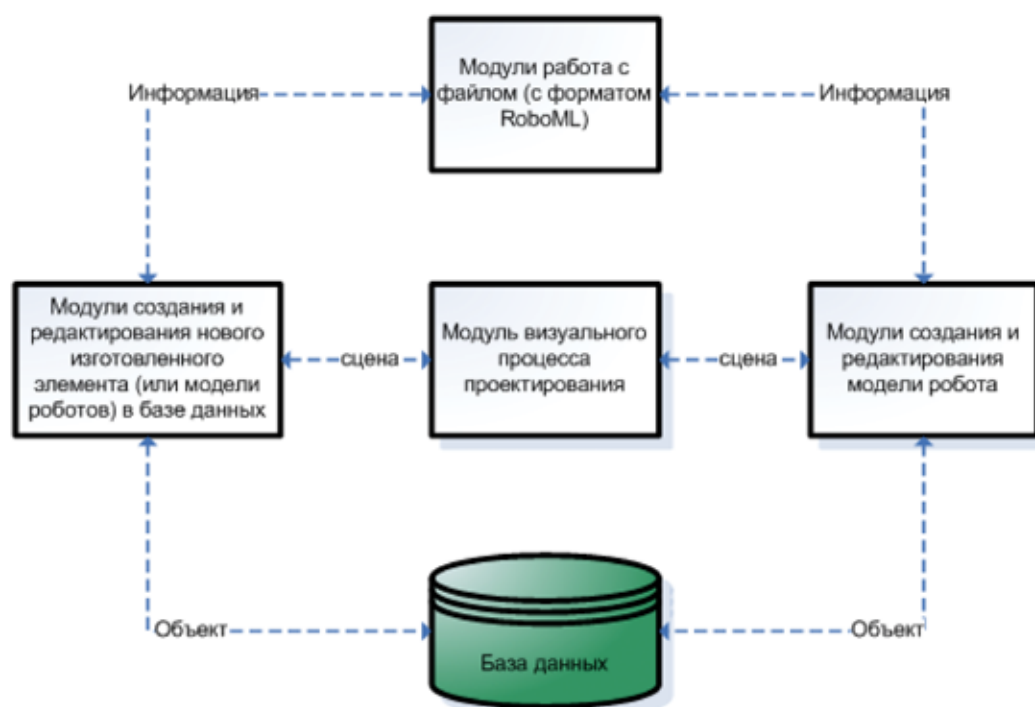 Модули работа с
файлом (с форматом
RoboML)
Информация
Информация
Модули создания и
редактирования нового
изготовленного
элемента (или модели
роботов) в базе данных
сцена
Модуль визуального
процесса
проектирования
сцена
Модули создания и
редактирования
модели робота
Объект
Объект
База данных